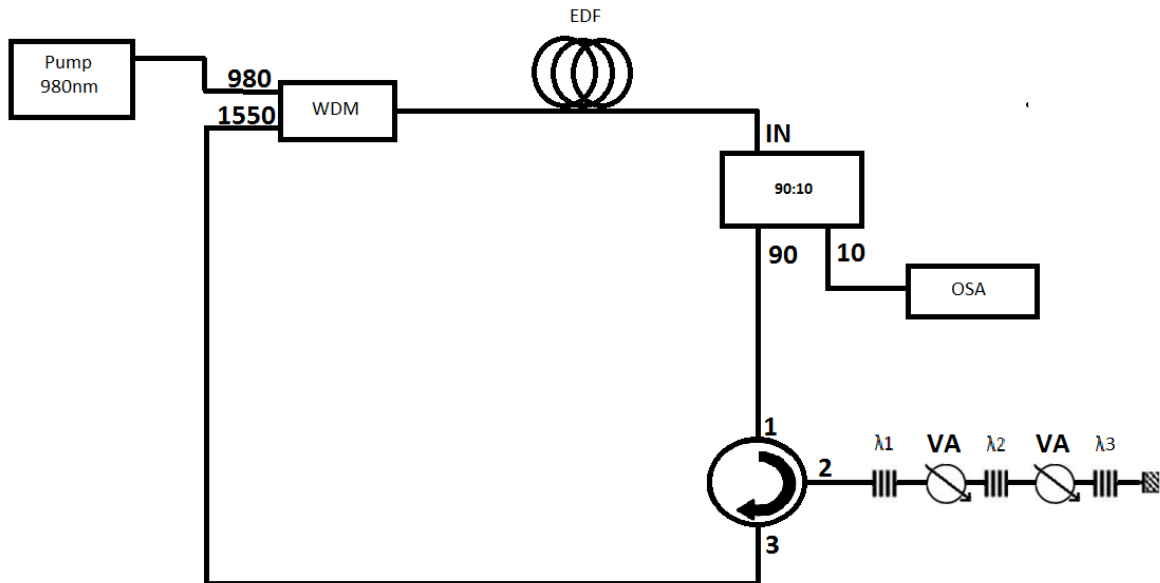 EDF
Pump
980nm
980
1550
WDM
IN
90:10
90
10
OSA
1
2
3
λ1
VA
λ2
VA
λ3